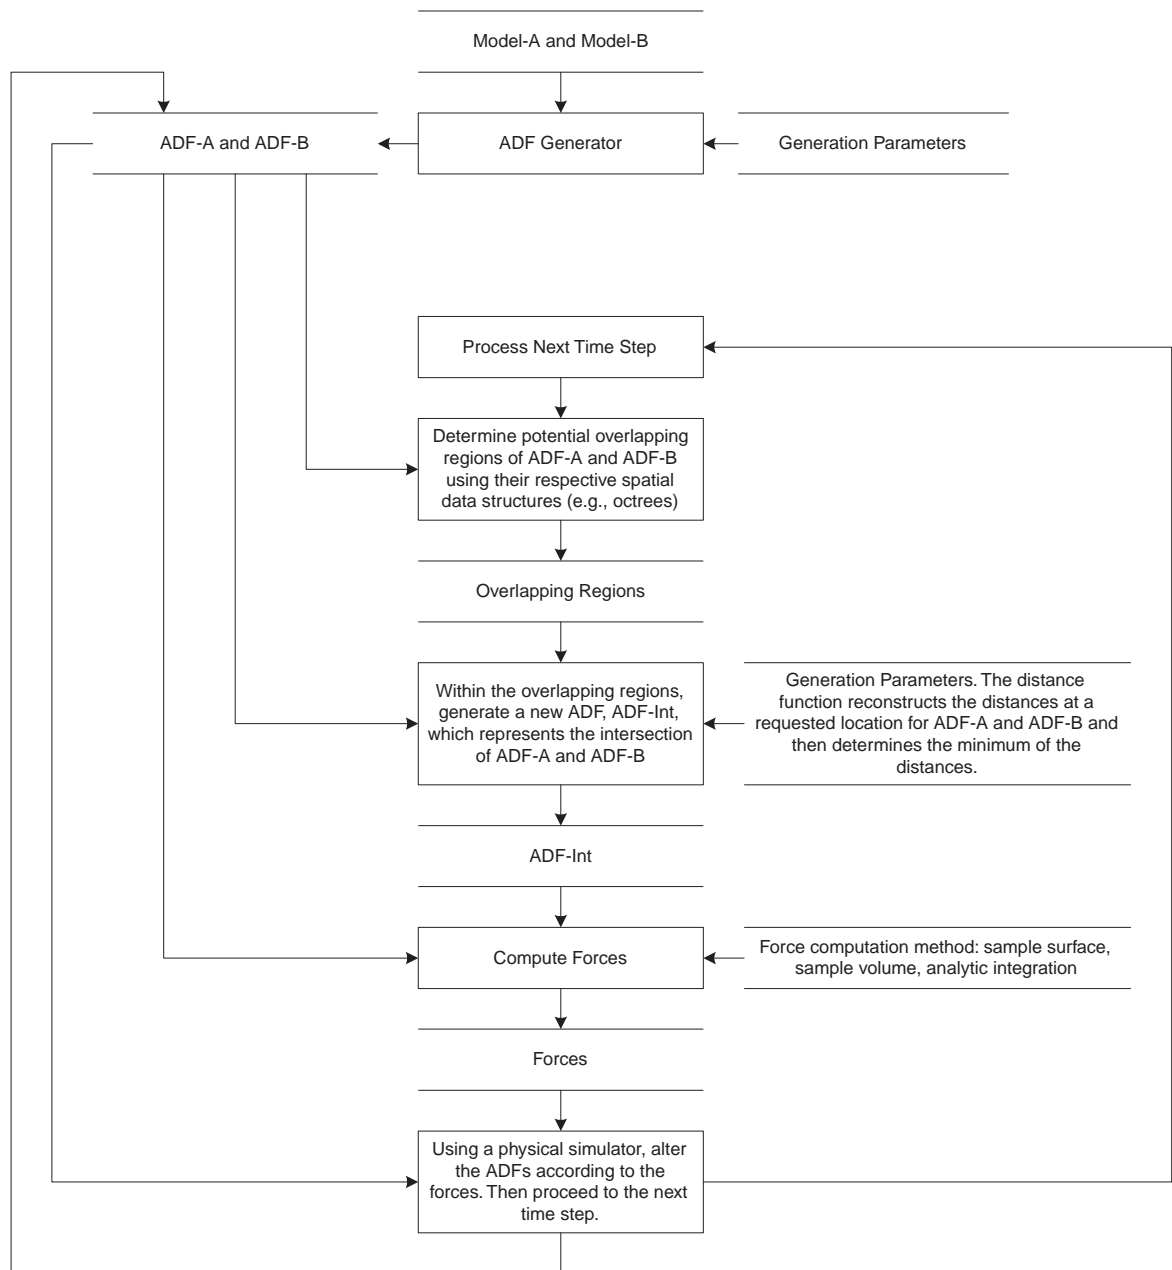 Model-A and Model-B
ADF-A and ADF-B
ADF Generator
Generation Parameters
Process Next Time Step
Determine potential overlapping
regions of ADF-A and ADF-B
using their respective spatial
data structures (e.g., octrees)
Overlapping Regions
Within the overlapping regions,
generate a new ADF, ADF-Int,
which represents the intersection
of ADF-A and ADF-B
Generation Parameters. The distance
function reconstructs the distances at a
requested location for ADF-A and ADF-B and
then determines the minimum of the
distances.
ADF-Int
Compute Forces
Force computation method: sample surface,
sample volume, analytic integration
Forces
Using a physical simulator, alter
the ADFs according to the
forces. Then proceed to the next
time step.